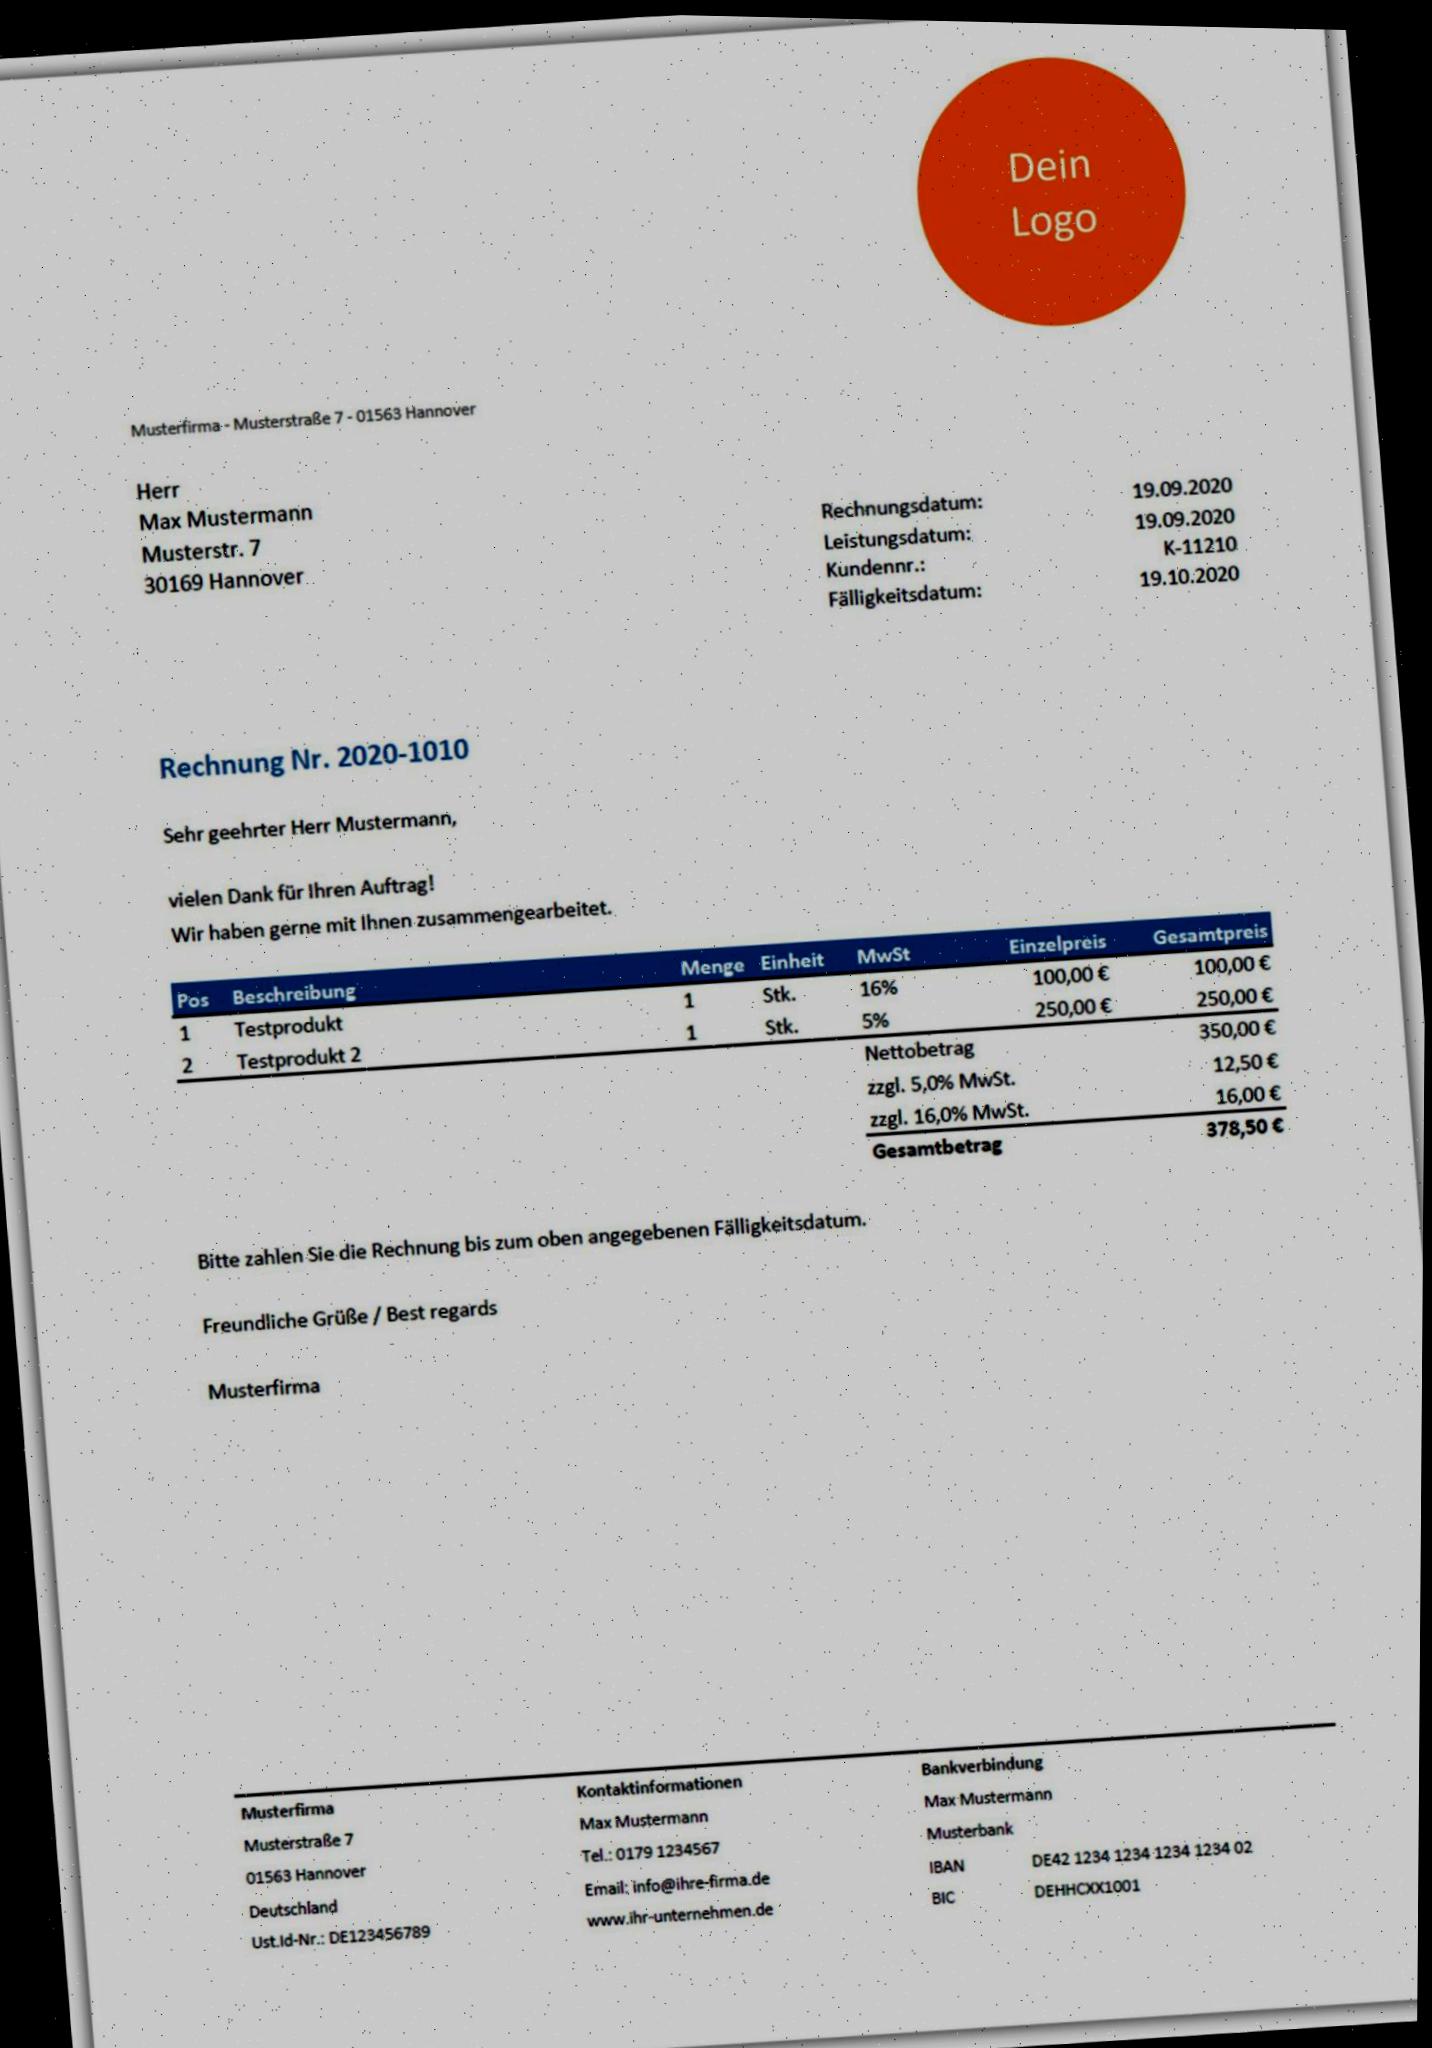 Dein
Logo
Musterfirma - Musterstraße 7 - 01563 Hannover
Herr
Max Mustermann
Musterstr. 7
30169 Hannover
Rechnungsdatum: 19.09.2020
Leistungsdatum: 19.09.2020
Kundennr.: K-11210
Fälligkeitsdatum: 19.10.2020
Rechnung Nr. 2020-1010
Sehr geehrter Herr Mustermann,
vielen Dank für Ihren Auftrag!
Wir haben gerne mit Ihnen zusammengearbeitet.
Pos Beschreibung Menge Einheit MwSt Einzelpreis Gesamtpreis
1 Testprodukt 1 Stk. 16% 100,00 € 100,00 €
2 Testprodukt 2 1 Stk. 5% 250,00 € 250,00 €
Nettobetrag 350,00 €
zzgl. 5,0% MwSt. 12,50 €
zzgl. 16,0% MwSt. 16,00 €
Gesamtbetrag 378,50 €
Bitte zahlen Sie die Rechnung bis zum oben angegebenen Fälligkeitsdatum.
Freundliche Grüße / Best regards
Musterfirma
Musterfirma
Musterstraße 7
01563 Hannover
Deutschland
Ust.Id-Nr.: DE123456789
Kontaktinformationen
Max Mustermann
Tel.: 0179 1234567
Email: info@ihre-firma.de
www.ihr-unternehmen.de
Bankverbindung
Max Mustermann
Musterbank
IBAN DE42 1234 1234 1234 1234 02
BIC DEHHCXX1001